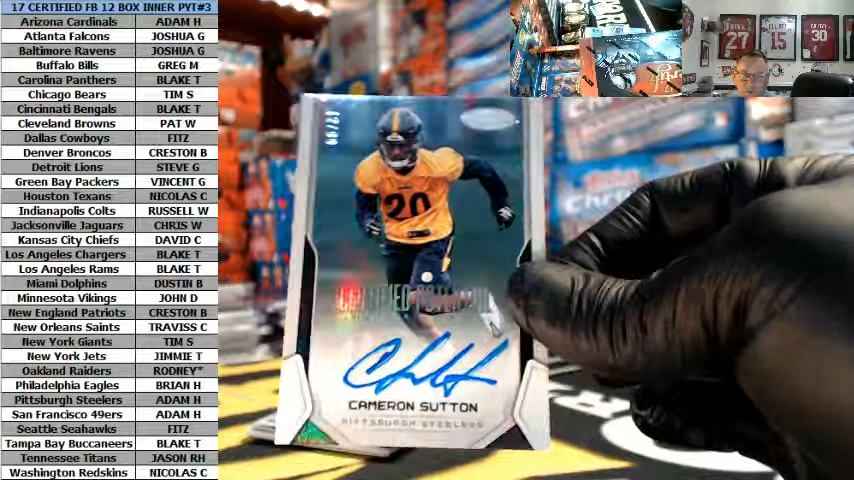 17 CERTIFIED FB 12 BOX INNER PYT#3
Arizona Cardinals ADAM H
Atlanta Falcons JOSHUA G
Baltimore Ravens JOSHUA G
Buffalo Bills GREG M
Carolina Panthers BLAKE T
Chicago Bears TIM S
Cincinnati Bengals BLAKE T
Cleveland Browns PAT W
Dallas Cowboys FITZ
Denver Broncos CRESTON B
Detroit Lions STEVE G
Green Bay Packers VINCENT G
Houston Texans NICOLAS C
Indianapolis Colts RUSSELL W
Jacksonville Jaguars CHRIS W
Kansas City Chiefs DAVID C
Los Angeles Chargers BLAKE T
Los Angeles Rams BLAKE T
Miami Dolphins DUSTIN B
Minnesota Vikings JOHN D
New England Patriots CRESTON B
New Orleans Saints TRAVISS C
New York Giants TIM S
New York Jets JIMMIE T
Oakland Raiders RODNEY*
Philadelphia Eagles BRIAN H
Pittsburgh Steelers ADAM H
San Francisco 49ers ADAM H
Seattle Seahawks FITZ
Tampa Bay Buccaneers BLAKE T
Tennessee Titans JASON RH
Washington Redskins NICOLAS C
27
15
30
20
CAMERON SUTTON
PITTSBURGH STEELERS